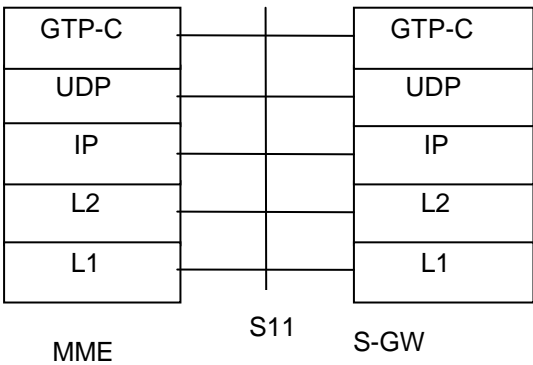 GTP-C GTP-C
UDP UDP
IP IP
L2 L2
L1 L1
S11
MME
S-GW